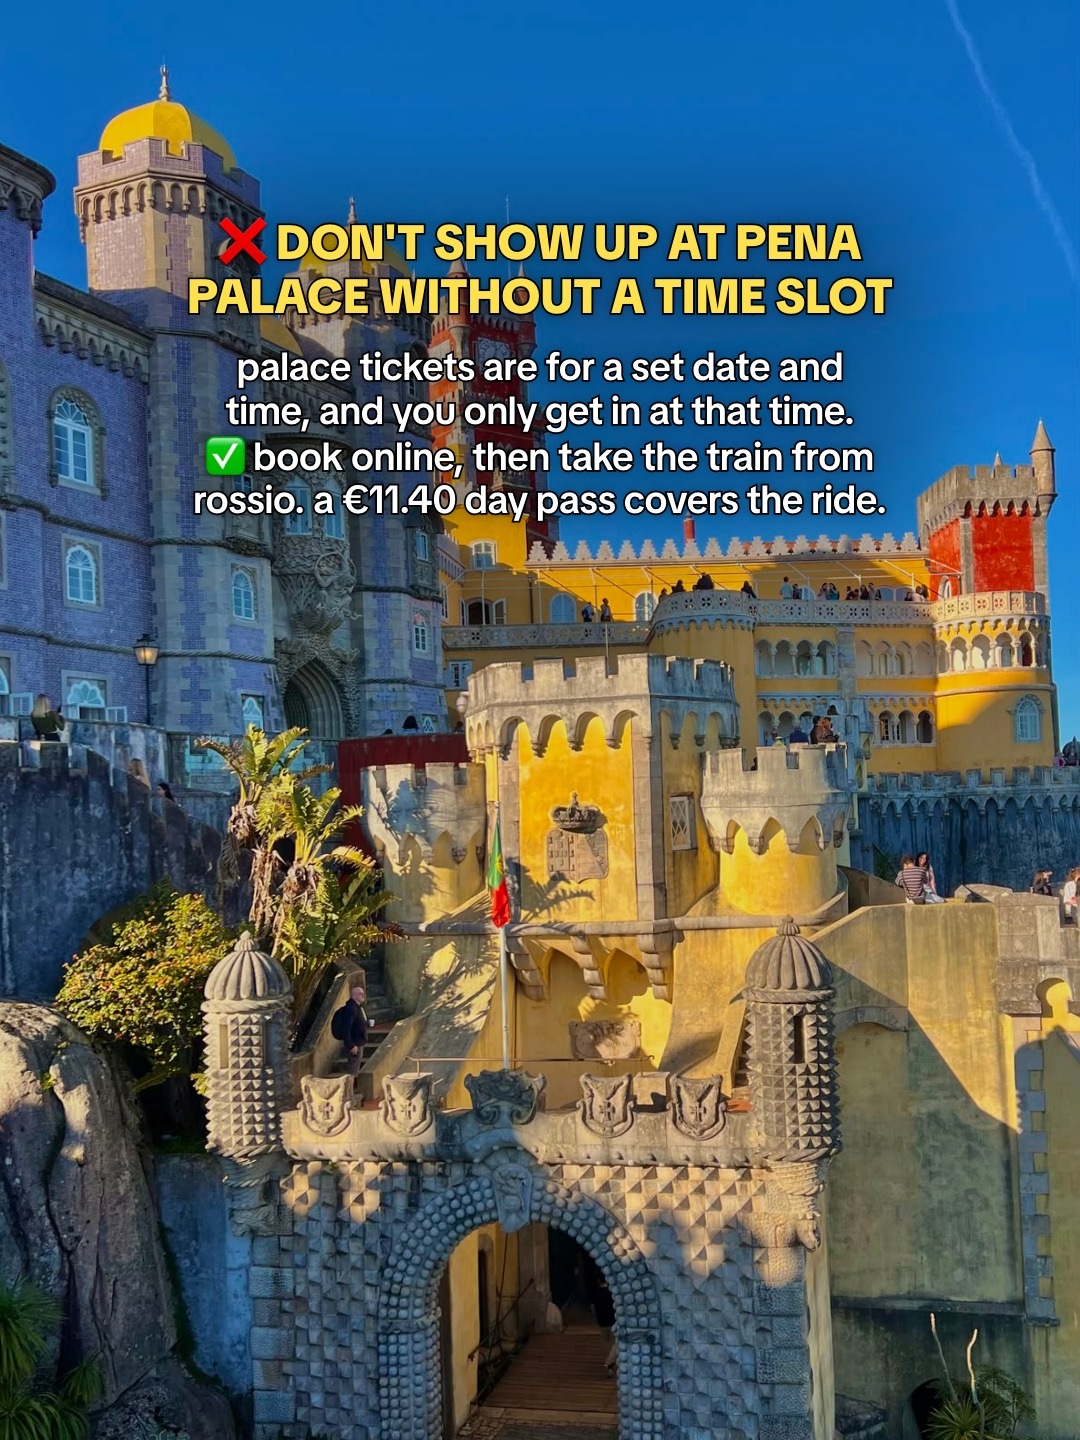 ❌ DON'T SHOW UP AT PENA
PALACE WITHOUT A TIME SLOT
palace tickets are for a set date and
time, and you only get in at that time.
✅ book online, then take the train from
rossio. a €11.40 day pass covers the ride.